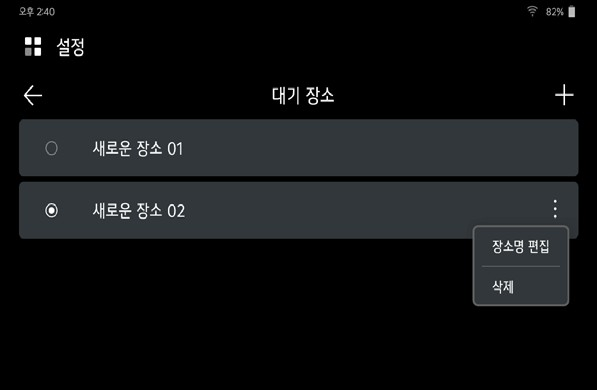 오후 2:40
82%
설정
대기 장소
새로운 장소 01
새로운 장소 02
장소명 편집
삭제